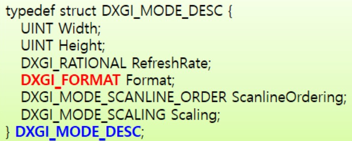 typedef struct DXGI_MODE_DESC {
    UINT Width;
    UINT Height;
    DXGI_RATIONAL RefreshRate;
    DXGI_FORMAT Format;
    DXGI_MODE_SCANLINE_ORDER ScanlineOrdering;
    DXGI_MODE_SCALING Scaling;
} DXGI_MODE_DESC;